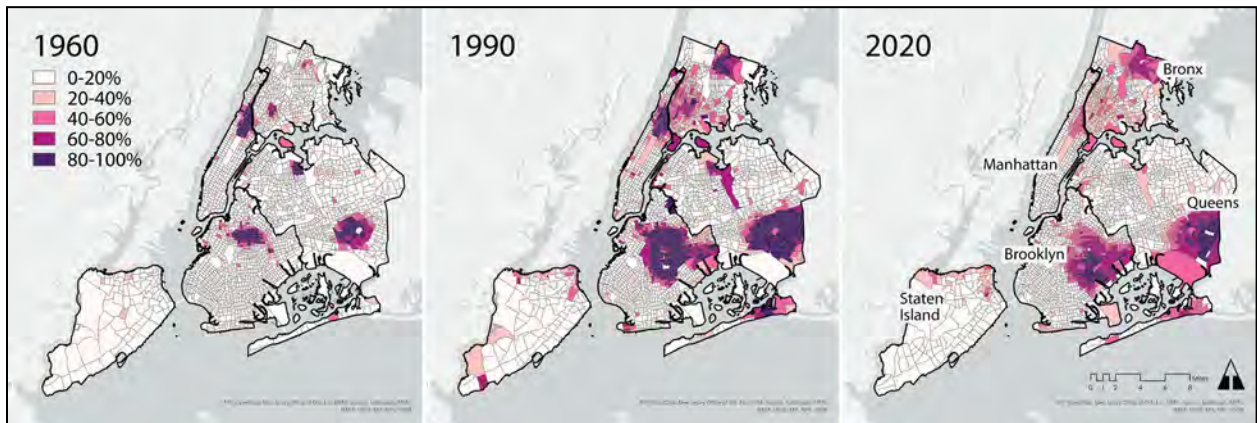 1960
0-20%
20-40%
40-60%
60-80%
80-100%
1990
2020
Bronx
Manhattan
Queens
Brooklyn
Staten
Island
0 1 2 4 6 8 Miles